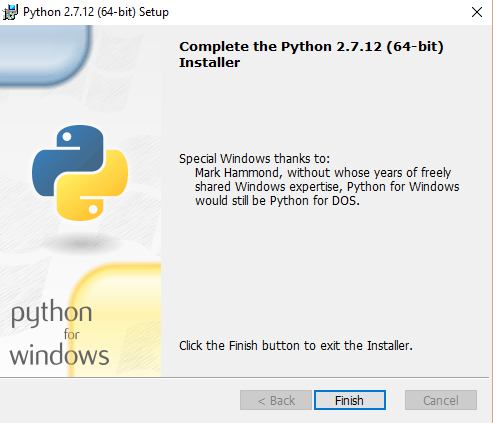 Python 2.7.12 (64-bit) Setup
Complete the Python 2.7.12 (64-bit)
Installer
Special Windows thanks to:
Mark Hammond, without whose years of freely
shared Windows expertise, Python for Windows
would still be Python for DOS.
python
for
windows
Click the Finish button to exit the Installer.
< Back
Finish
Cancel